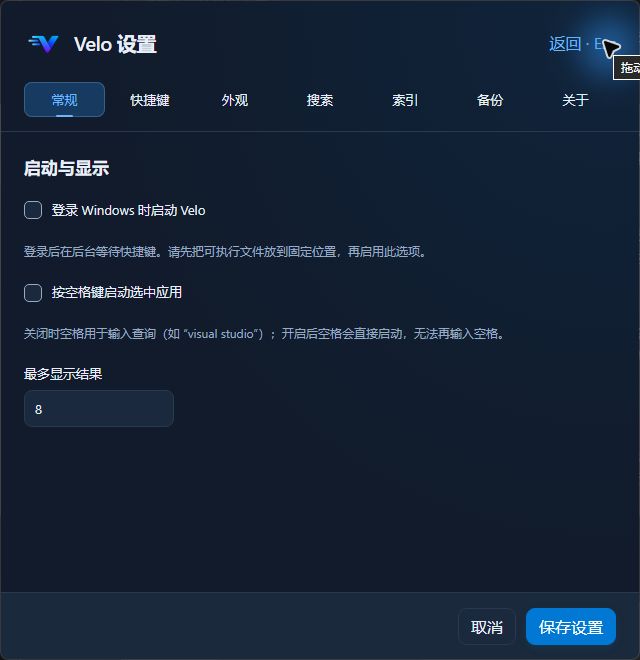 Velo 设置
返回 · E
拖动
常规 快捷键 外观 搜索 索引 备份 关于
启动与显示
登录 Windows 时启动 Velo
登录后在后台等待快捷键。请先把可执行文件放到固定位置，再启用此选项。
按空格键启动选中应用
关闭时空格用于输入查询（如 “visual studio”）；开启后空格会直接启动，无法再输入空格。
最多显示结果
8
取消 保存设置